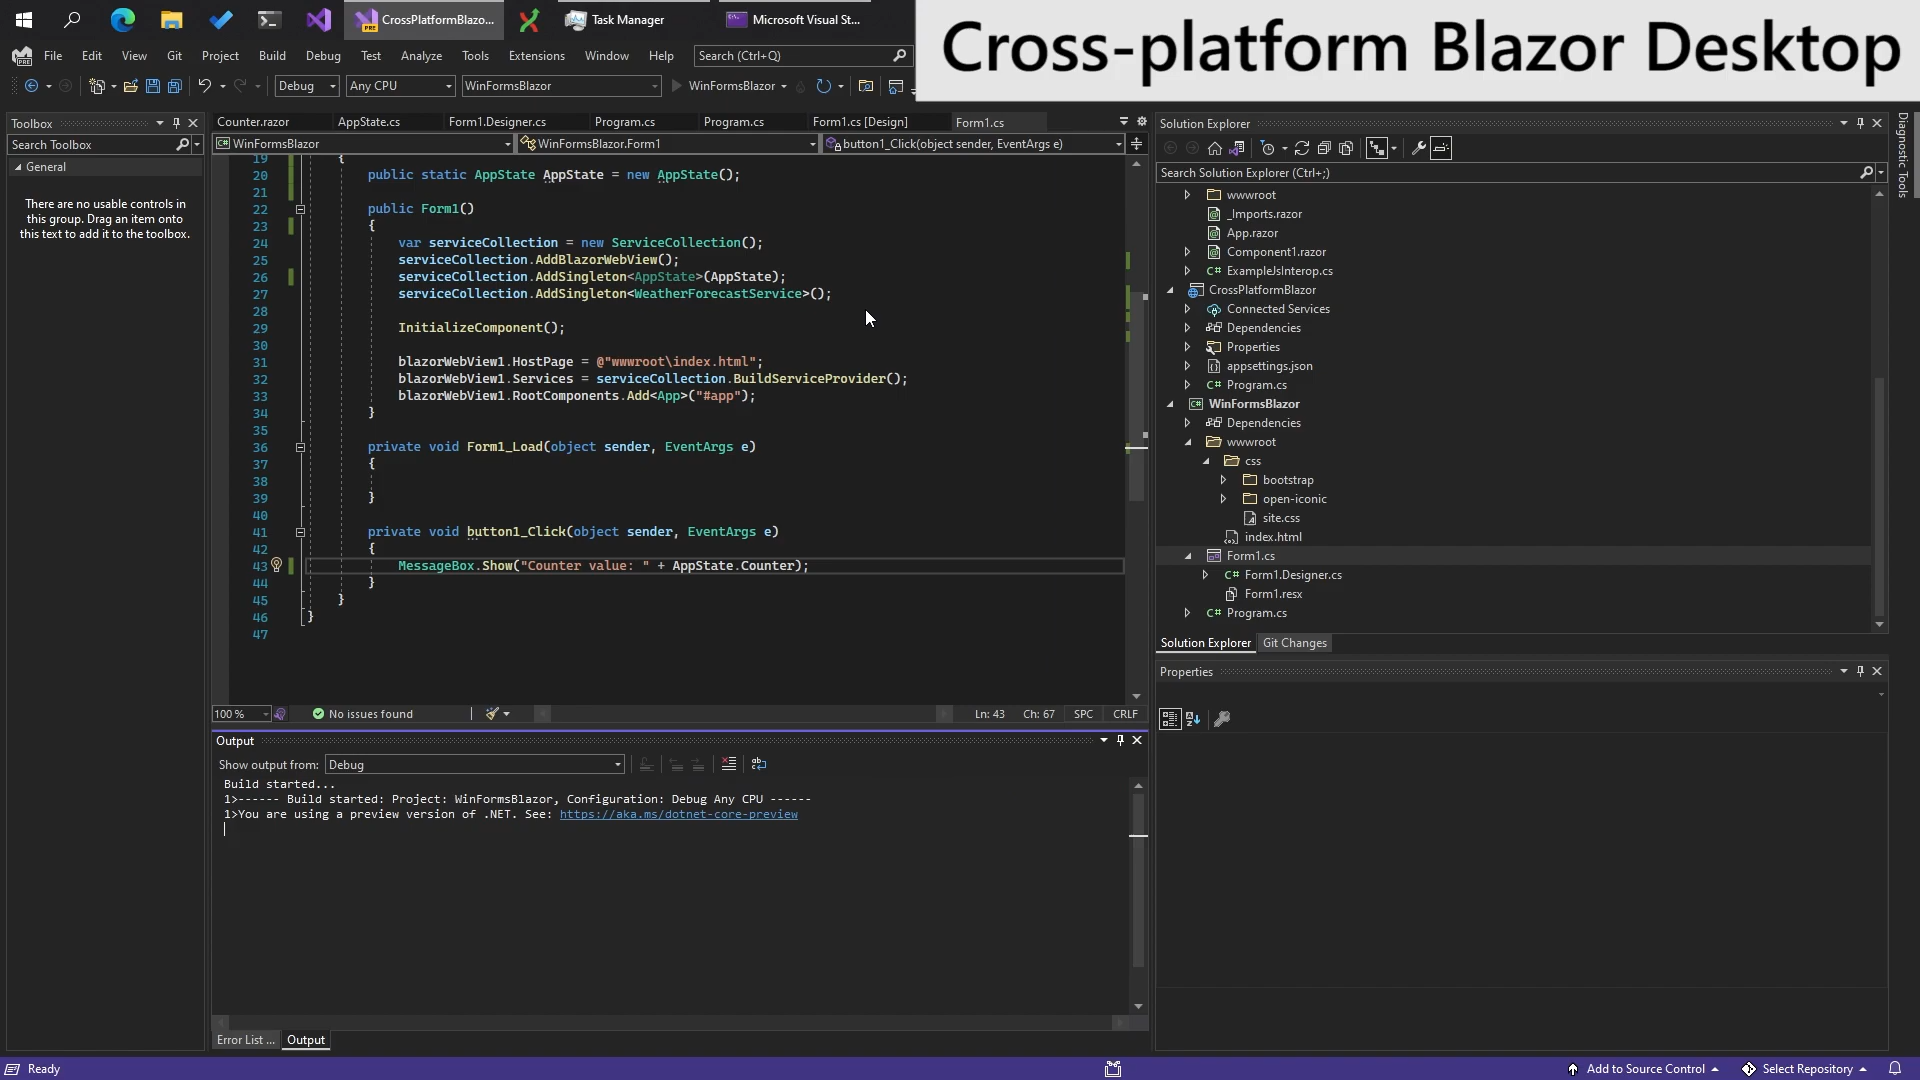 CrossPlatformBlazo...
Task Manager
Microsoft Visual St...
Cross-platform Blazor Desktop
File Edit View Git Project Build Debug Test Analyze Tools Extensions Window Help Search (Ctrl+Q)
Debug Any CPU WinFormsBlazor WinFormsBlazor
Toolbox
Search Toolbox
General
There are no usable controls in
this group. Drag an item onto
this text to add it to the toolbox.
Counter.razor AppState.cs Form1.Designer.cs Program.cs Program.cs Form1.cs [Design] Form1.cs
WinFormsBlazor WinFormsBlazor.Form1 button1_Click(object sender, EventArgs e)
19 {
20 public static AppState AppState = new AppState();
21
22 public Form1()
23 {
24 var serviceCollection = new ServiceCollection();
25 serviceCollection.AddBlazorWebView();
26 serviceCollection.AddSingleton<AppState>(AppState);
27 serviceCollection.AddSingleton<WeatherForecastService>();
28
29 InitializeComponent();
30
31 blazorWebView1.HostPage = @"wwwroot\index.html";
32 blazorWebView1.Services = serviceCollection.BuildServiceProvider();
33 blazorWebView1.RootComponents.Add<App>("#app");
34 }
35
36 private void Form1_Load(object sender, EventArgs e)
37 {
38
39 }
40
41 private void button1_Click(object sender, EventArgs e)
42 {
43 MessageBox.Show("Counter value: " + AppState.Counter);
44 }
45 }
46 }
47
100 % No issues found Ln: 43 Ch: 67 SPC CRLF
Output
Show output from: Debug
Build started...
1>------ Build started: Project: WinFormsBlazor, Configuration: Debug Any CPU ------
1>You are using a preview version of .NET. See: https://aka.ms/dotnet-core-preview
Error List ... Output
Solution Explorer
Search Solution Explorer (Ctrl+;)
wwwroot
_Imports.razor
App.razor
Component1.razor
C# ExampleJsInterop.cs
CrossPlatformBlazor
Connected Services
Dependencies
Properties
appsettings.json
C# Program.cs
C# WinFormsBlazor
Dependencies
wwwroot
css
bootstrap
open-iconic
site.css
index.html
Form1.cs
C# Form1.Designer.cs
Form1.resx
C# Program.cs
Solution Explorer Git Changes
Properties
Diagnostic Tools
Ready
Add to Source Control Select Repository